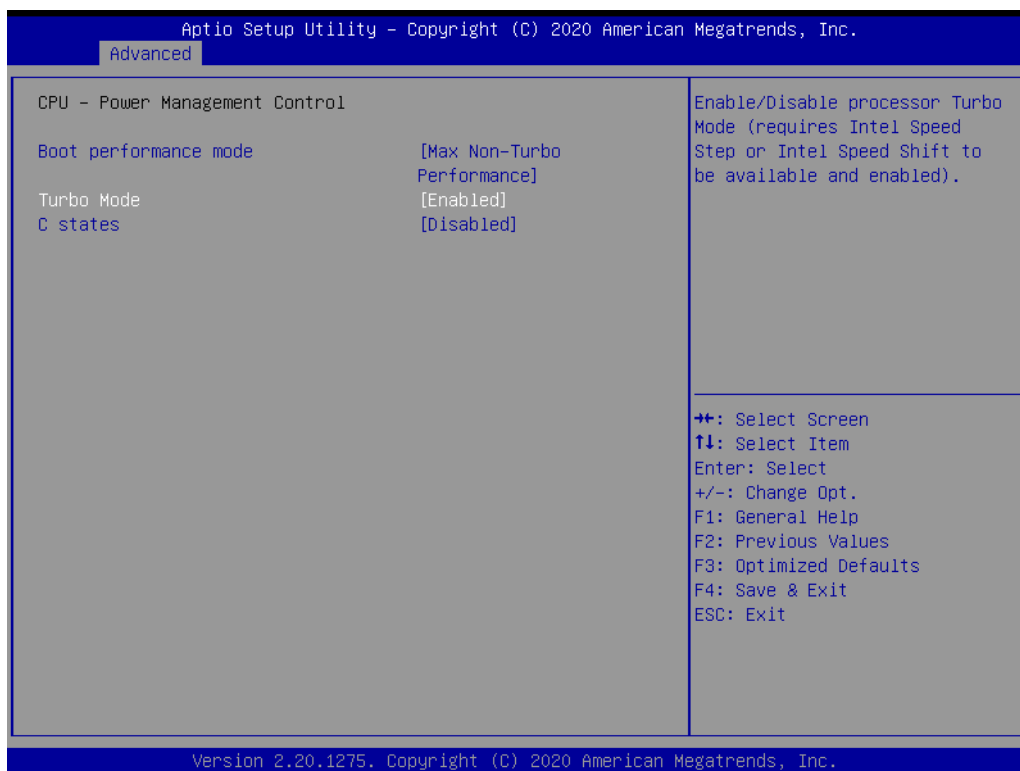 Aptio Setup Utility – Copyright (C) 2020 American Megatrends, Inc.
Advanced
CPU – Power Management Control
Boot performance mode [Max Non-Turbo
Performance]
Turbo Mode [Enabled]
C states [Disabled]
Enable/Disable processor Turbo
Mode (requires Intel Speed
Step or Intel Speed Shift to
be available and enabled).
→←: Select Screen
↑↓: Select Item
Enter: Select
+/-: Change Opt.
F1: General Help
F2: Previous Values
F3: Optimized Defaults
F4: Save & Exit
ESC: Exit
Version 2.20.1275. Copyright (C) 2020 American Megatrends, Inc.